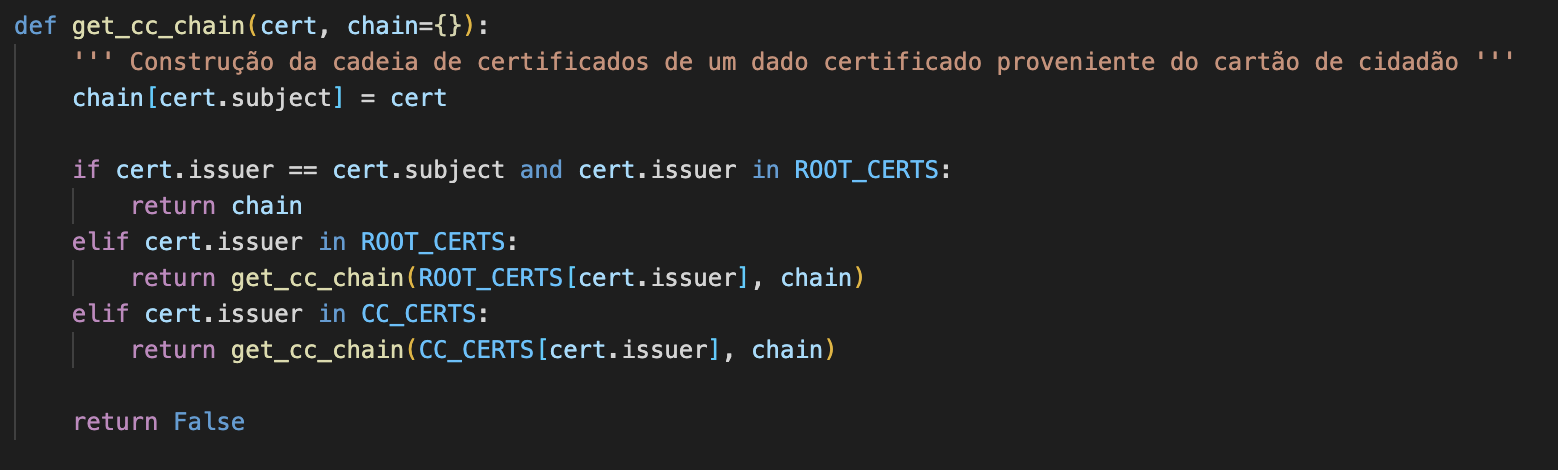 def get_cc_chain(cert, chain={}):
    ''' Construção da cadeia de certificados de um dado certificado proveniente do cartão de cidadão '''
    chain[cert.subject] = cert

    if cert.issuer == cert.subject and cert.issuer in ROOT_CERTS:
        return chain
    elif cert.issuer in ROOT_CERTS:
        return get_cc_chain(ROOT_CERTS[cert.issuer], chain)
    elif cert.issuer in CC_CERTS:
        return get_cc_chain(CC_CERTS[cert.issuer], chain)

    return False